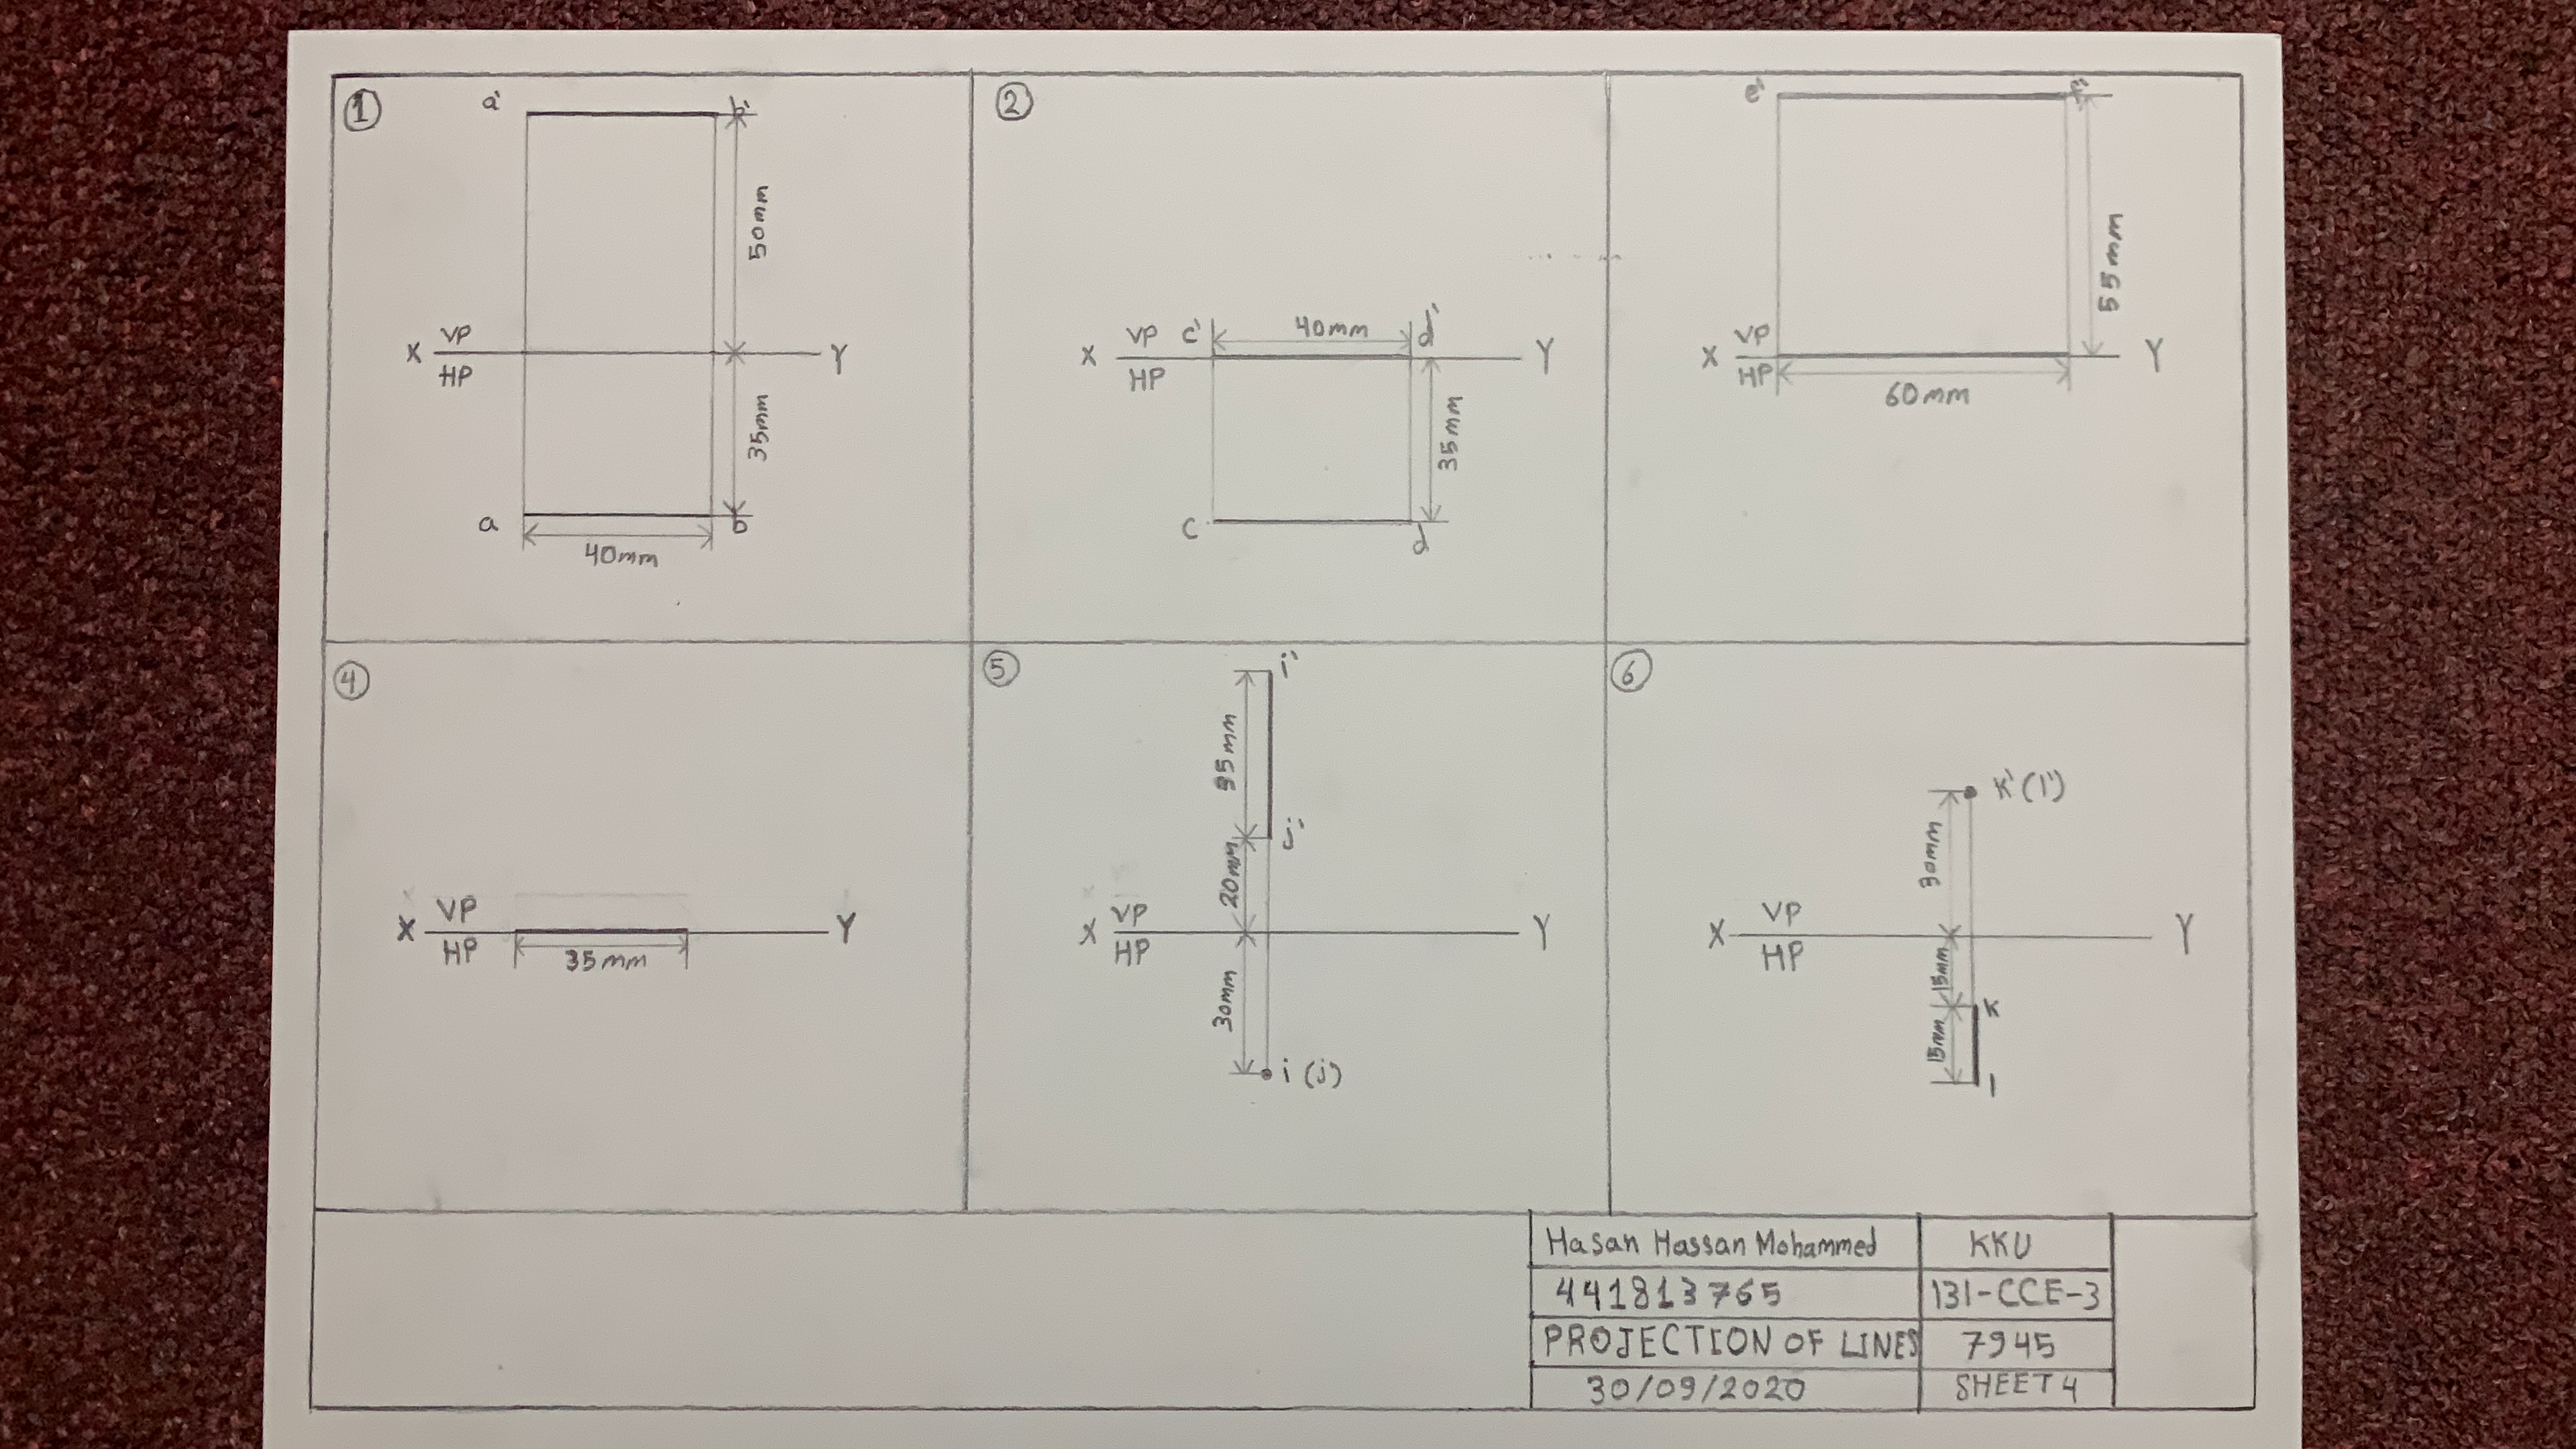 ①
a' b'
50mm
X VP Y
HP
35mm
a b
40mm
②
40mm
X VP c' d' Y
HP
35mm
c d
e' f'
55mm
X VP Y
HP
60mm
④
X VP Y
HP
35mm
⑤
i'
35mm
j'
20mm
X VP Y
HP
30mm
i (j)
⑥
k' (l')
30mm
X VP Y
HP
15mm
k
15mm
l
Hasan Hassan Mohammed KKU
441813765 131-CCE-3
PROJECTION OF LINES 7945
30/09/2020 SHEET 4